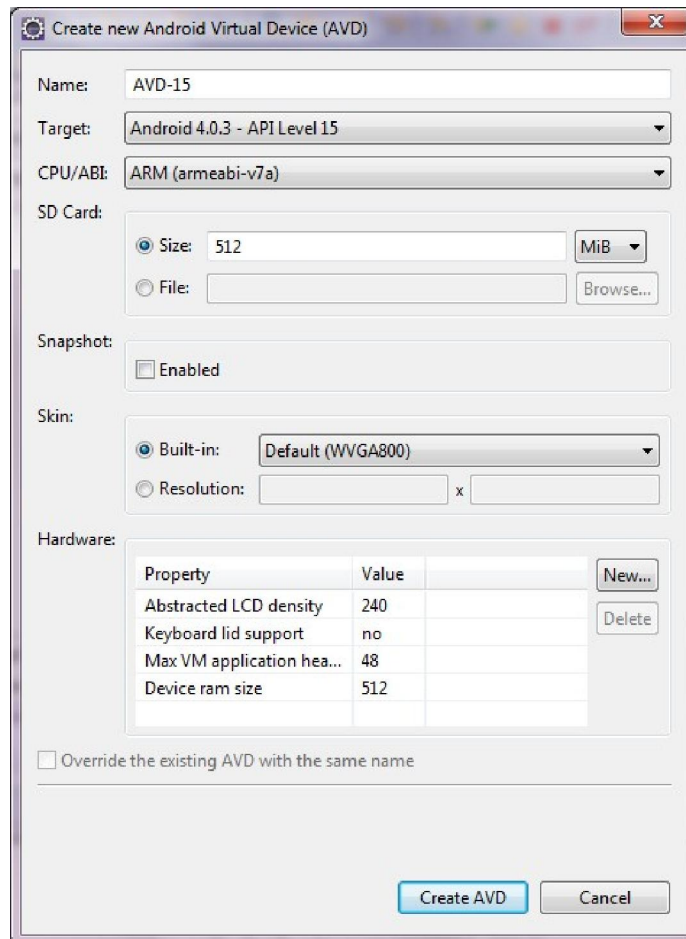 Create new Android Virtual Device (AVD)
Name: AVD-15
Target: Android 4.0.3 - API Level 15
CPU/ABI: ARM (armeabi-v7a)
SD Card:
Size: 512 MiB
File: Browse...
Snapshot:
Enabled
Skin:
Built-in: Default (WVGA800)
Resolution: x
Hardware:
Property Value New...
Abstracted LCD density 240
Delete
Keyboard lid support no
Max VM application hea... 48
Device ram size 512
Override the existing AVD with the same name
Create AVD Cancel